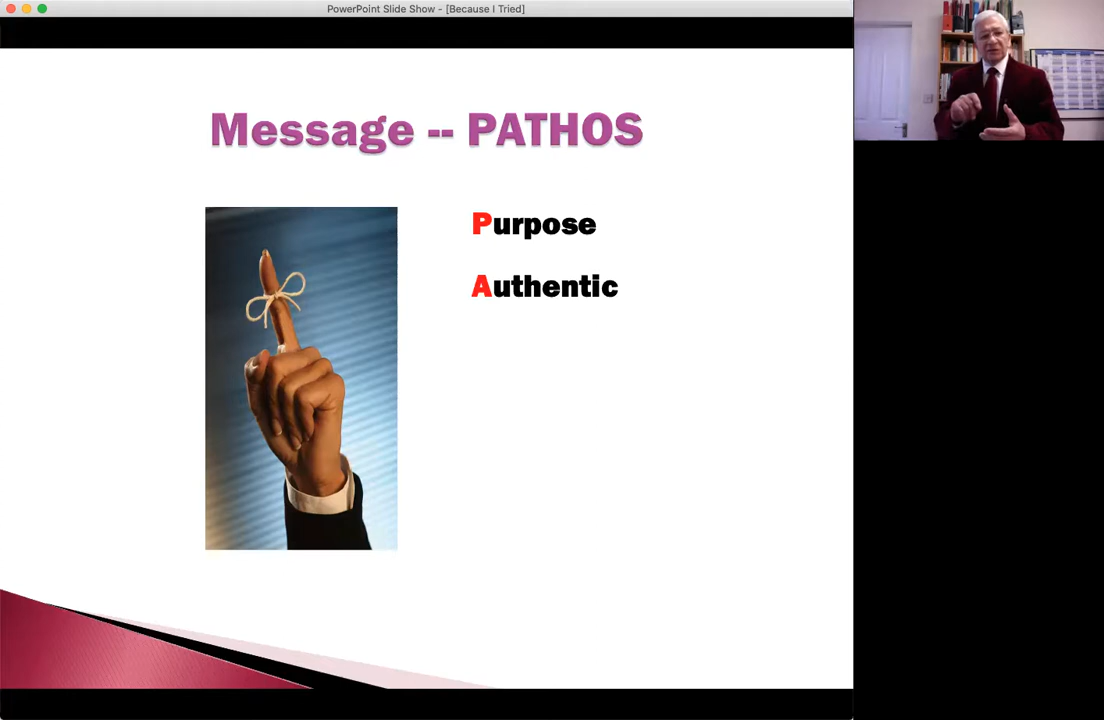 PowerPoint Slide Show - [Because I Tried]
Message -- PATHOS
Purpose
Authentic